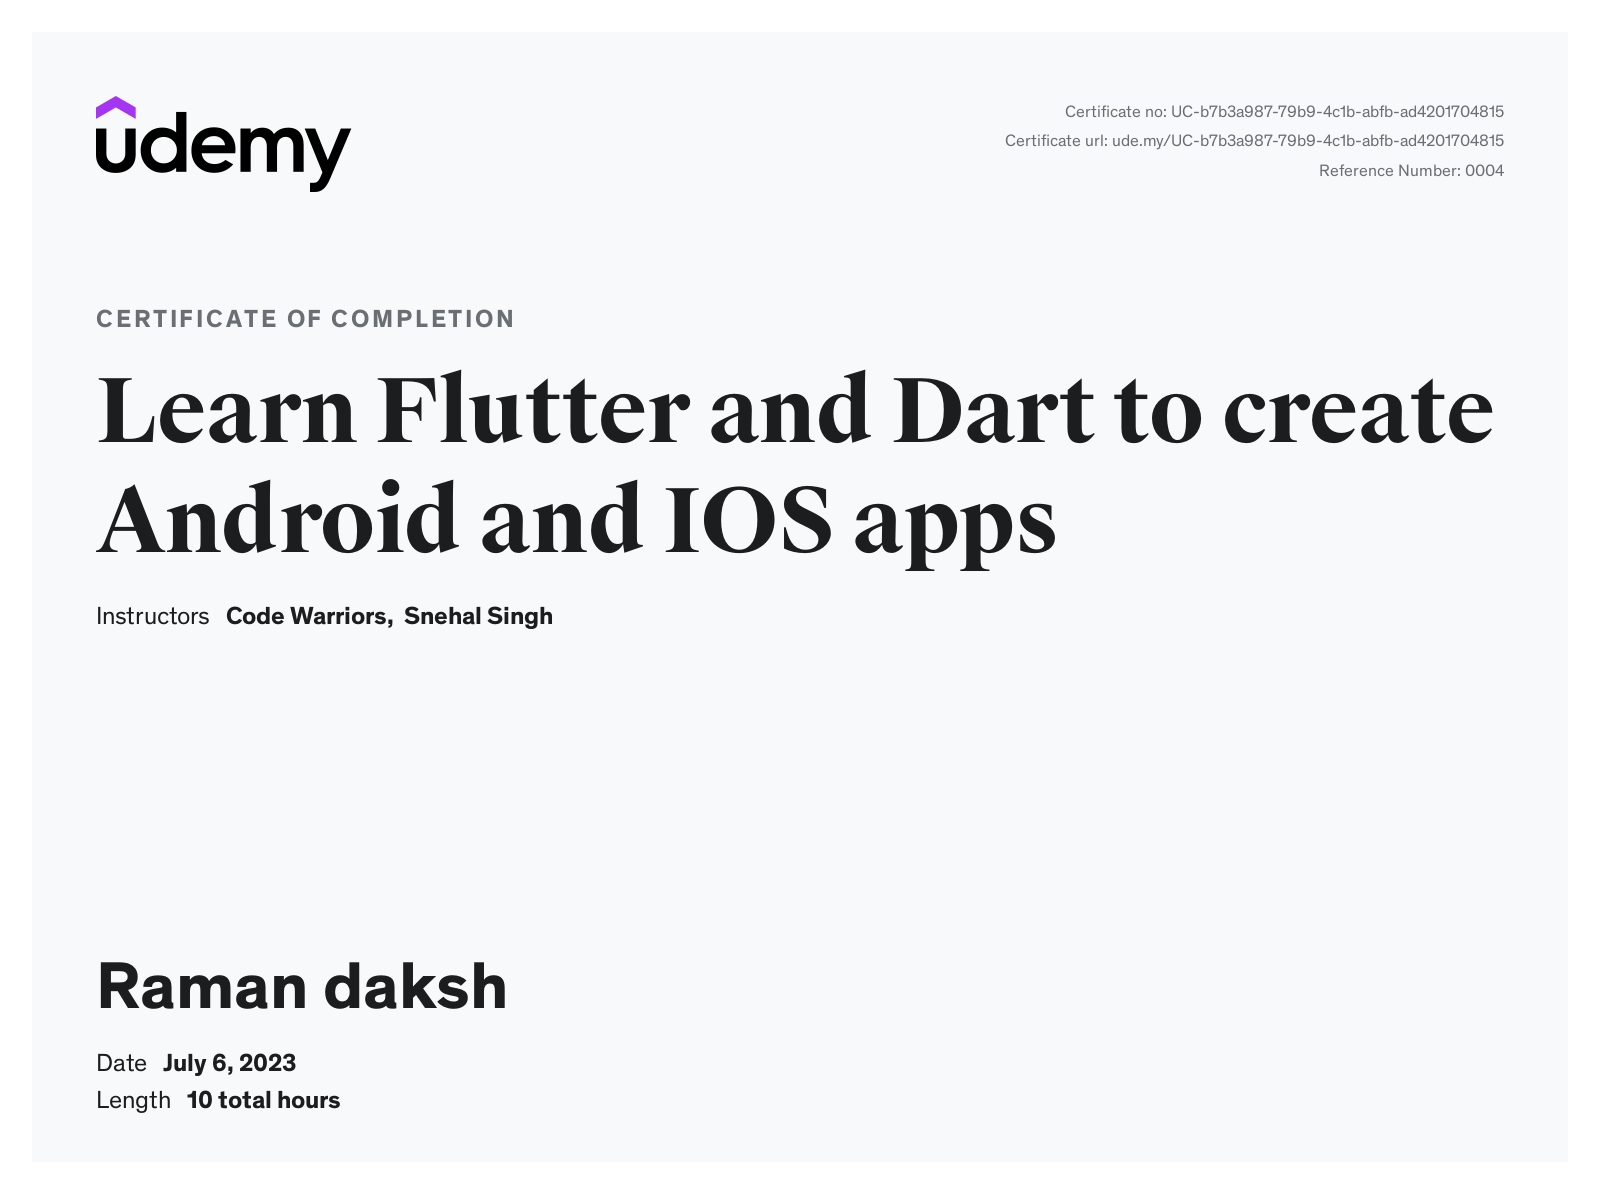 udemy
Certificate no: UC-b7b3a987-79b9-4c1b-abfb-ad4201704815
Certificate url: ude.my/UC-b7b3a987-79b9-4c1b-abfb-ad4201704815
Reference Number: 0004
CERTIFICATE OF COMPLETION
Learn Flutter and Dart to create
Android and IOS apps
Instructors Code Warriors, Snehal Singh
Raman daksh
Date July 6, 2023
Length 10 total hours